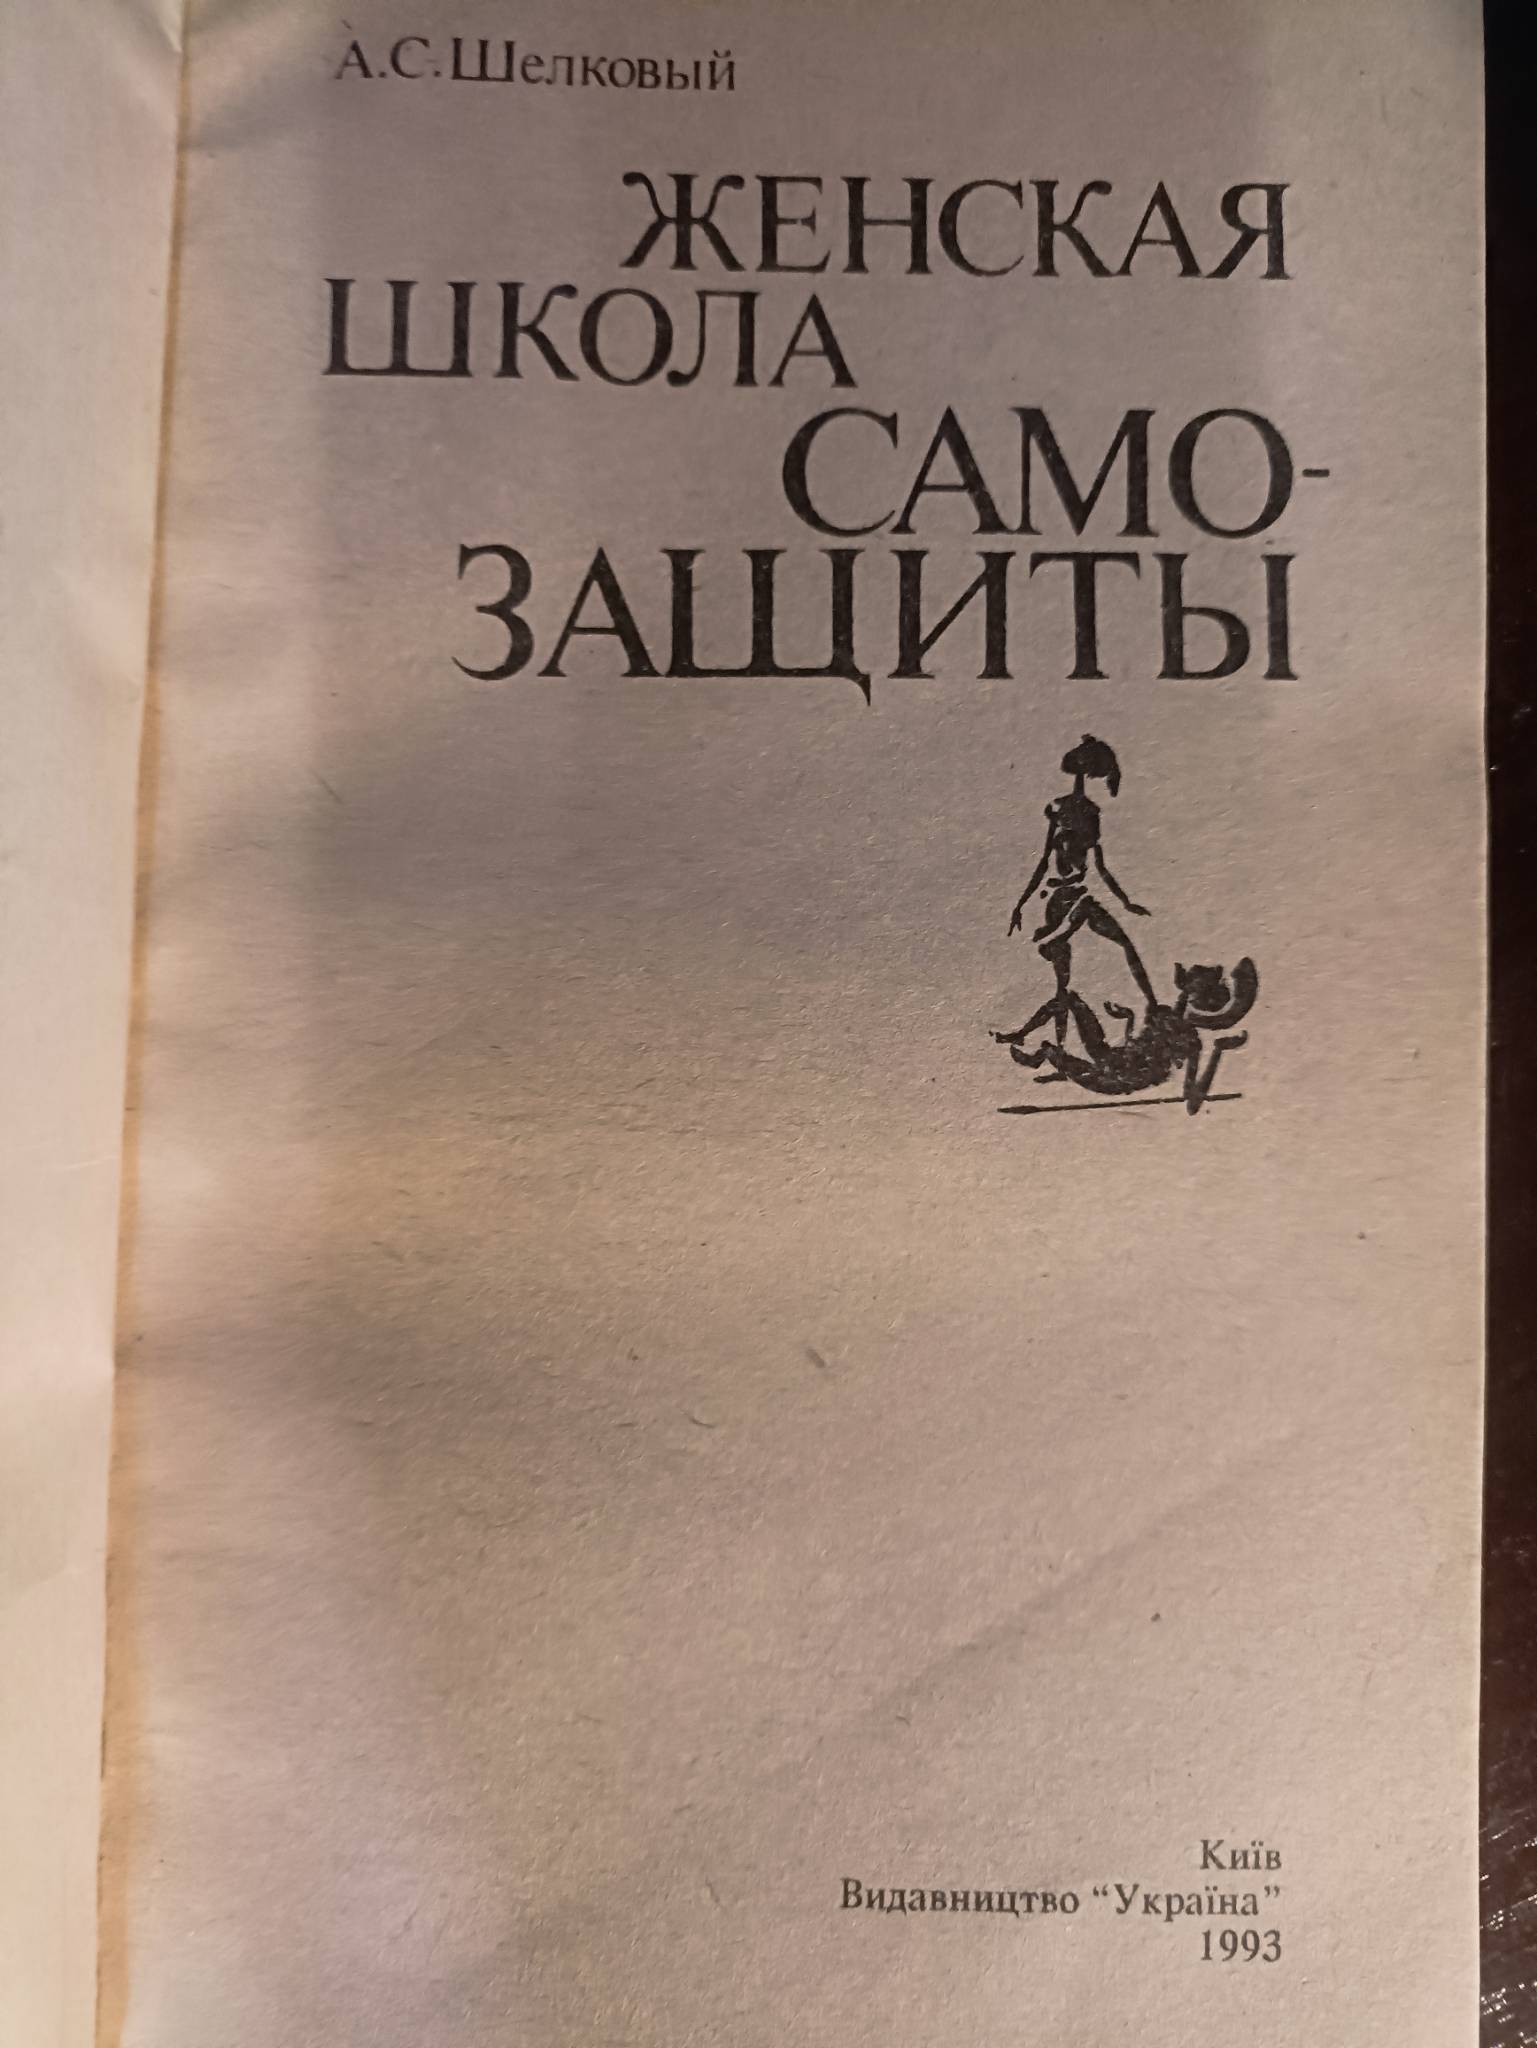 А.С.Шелковый
ЖЕНСКАЯ
ШКОЛА
САМО-
ЗАЩИТЫ
Київ
Видавництво “Україна”
1993